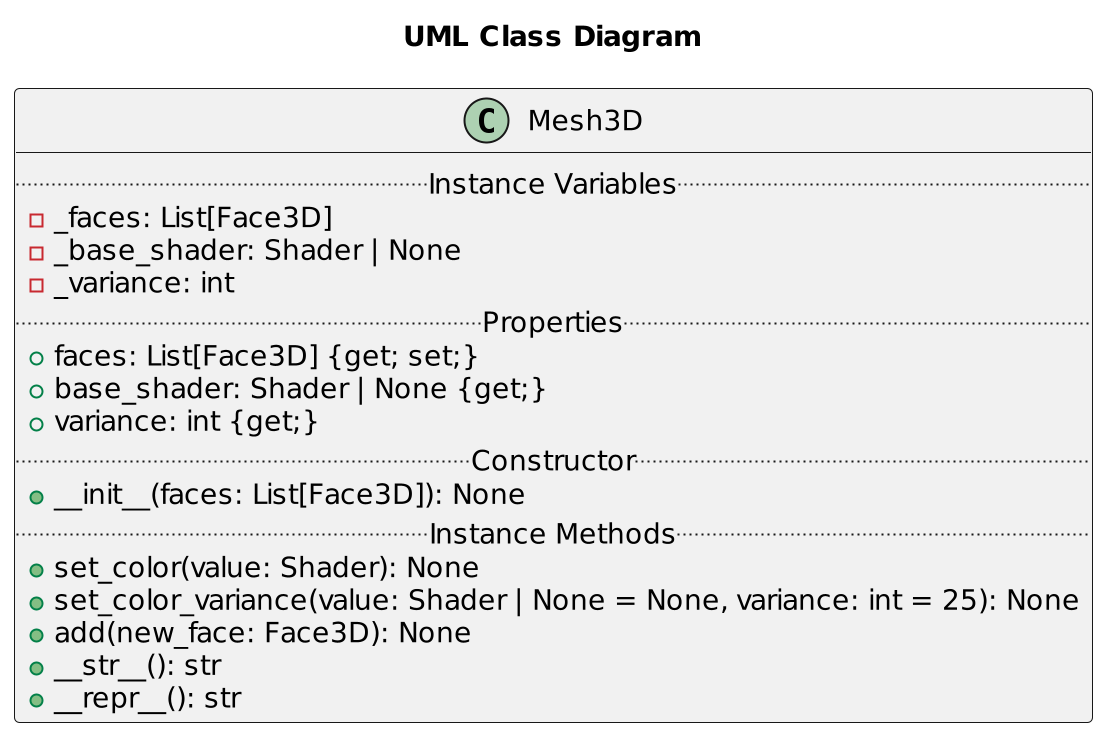 UML Class Diagram
C Mesh3D
Instance Variables
_faces: List[Face3D]
_base_shader: Shader | None
_variance: int
Properties
faces: List[Face3D] {get; set;}
base_shader: Shader | None {get;}
variance: int {get;}
Constructor
__init__(faces: List[Face3D]): None
Instance Methods
set_color(value: Shader): None
set_color_variance(value: Shader | None = None, variance: int = 25): None
add(new_face: Face3D): None
__str__(): str
__repr__(): str